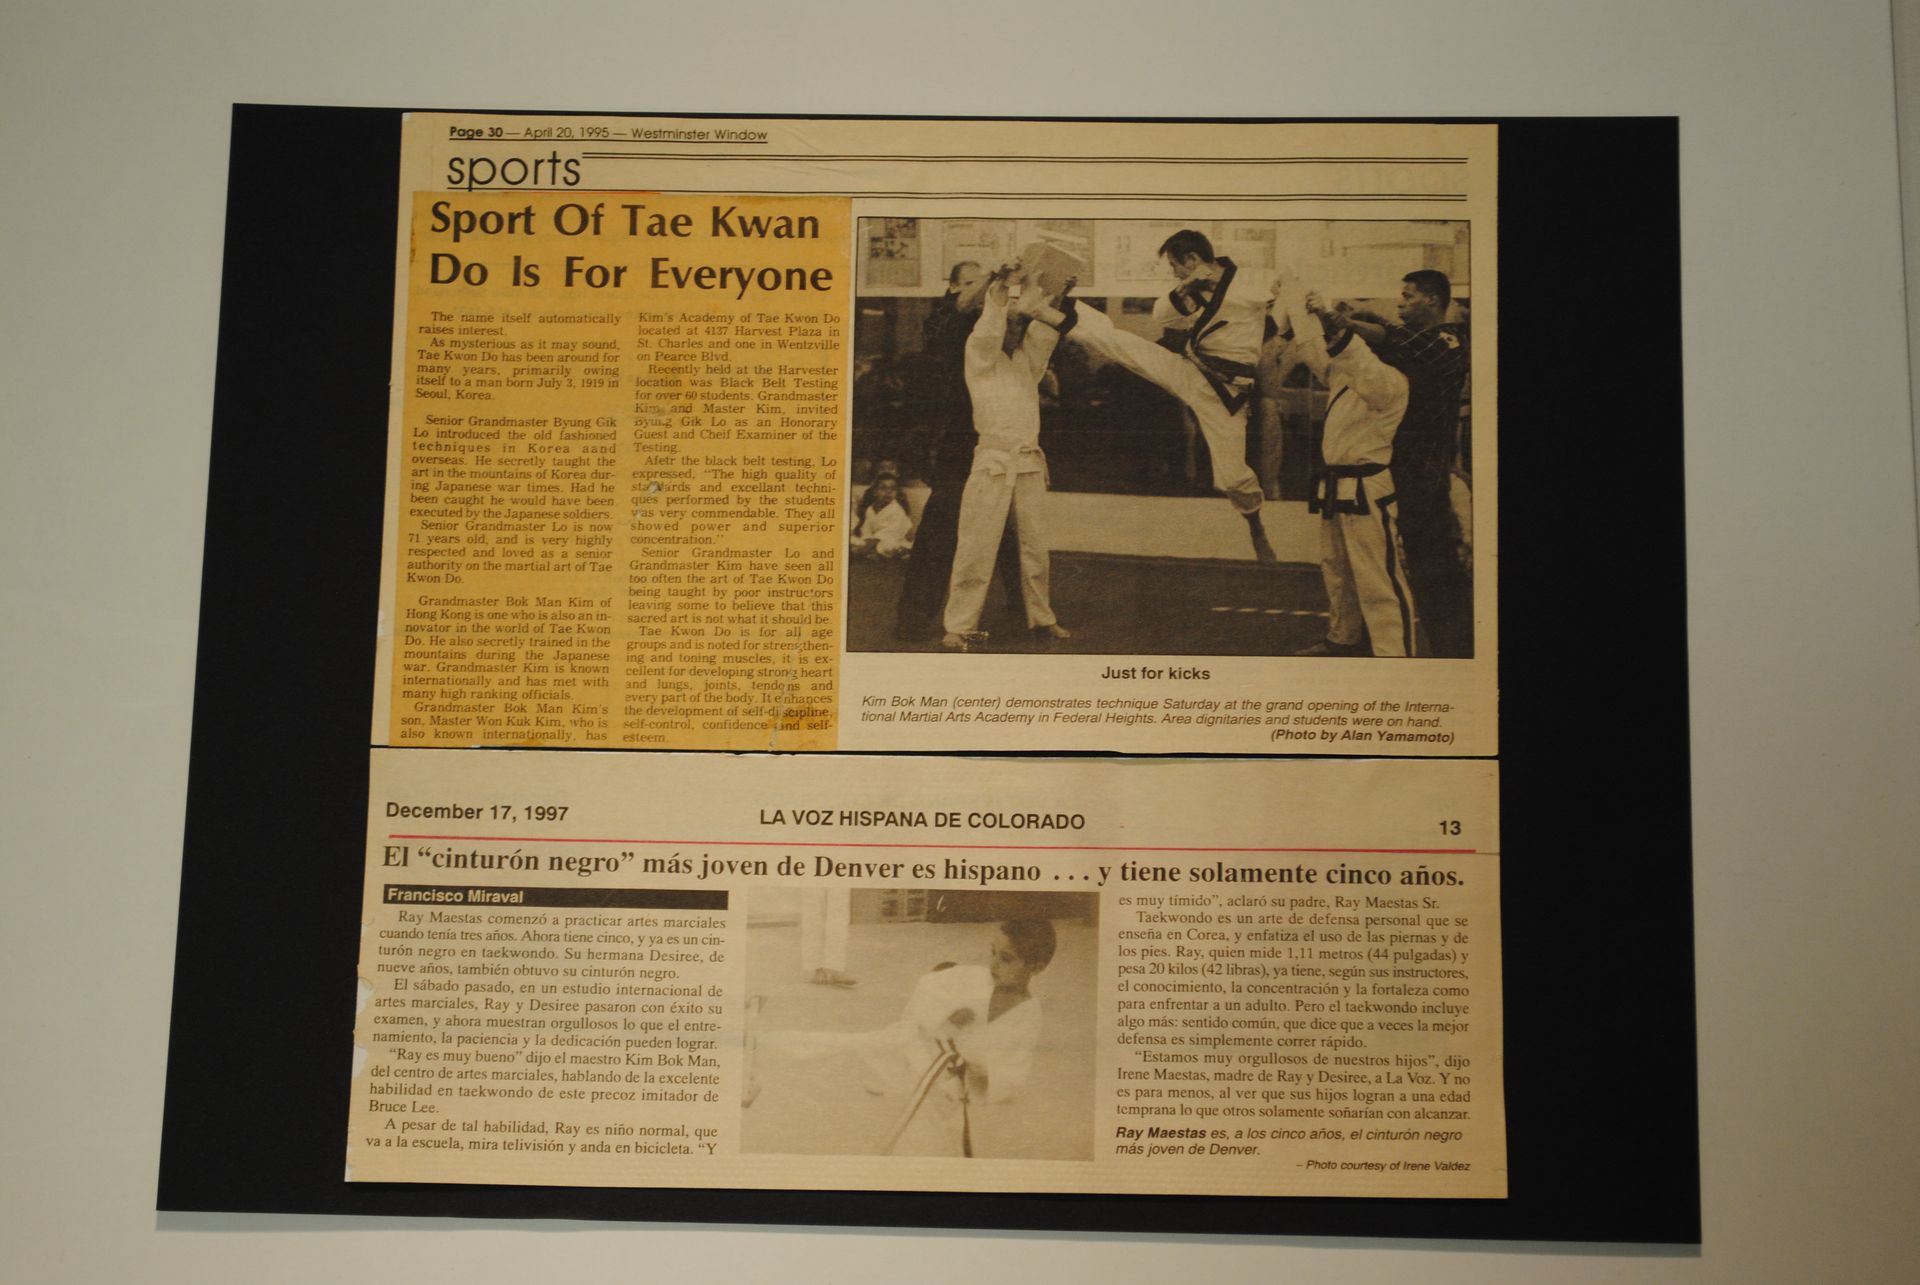 Page 30 — April 20, 1995 — Westminster Window
sports
Sport Of Tae Kwan
Do Is For Everyone
The name itself automatically
raises interest.
As mysterious as it may sound,
Tae Kwon Do has been around for
many years, primarily owing
itself to a man born July 3, 1919 in
Seoul, Korea.
Senior Grandmaster Byung Gik
Lo introduced the old fashioned
techniques in Korea aand
overseas. He secretly taught the
art in the mountains of Korea dur-
ing Japanese war times. Had he
been caught he would have been
executed by the Japanese soldiers.
Senior Grandmaster Lo is now
71 years old, and is very highly
respected and loved as a senior
authority on the martial art of Tae
Kwon Do.
Grandmaster Bok Man Kim of
Hong Kong is one who is also an in-
novator in the world of Tae Kwon
Do. He also secretly trained in the
mountains during the Japanese
war. Grandmaster Kim is known
internationally and has met with
many high ranking officials.
Grandmaster Bok Man Kim's
son, Master Won Kuk Kim, who is
also known internationally, has
Kim's Academy of Tae Kwon Do
located at 4137 Harvest Plaza in
St. Charles and one in Wentzville
on Pearce Blvd.
Recently held at the Harvester
location was Black Belt Testing
for over 60 students. Grandmaster
Kim and Master Kim, invited
Byung Gik Lo as an Honorary
Guest and Cheif Examiner of the
Testing.
Afetr the black belt testing, Lo
expressed, "The high quality of
standards and excellant techni-
ques performed by the students
was very commendable. They all
showed power and superior
concentration."
Senior Grandmaster Lo and
Grandmaster Kim have seen all
too often the art of Tae Kwon Do
being taught by poor instructors
leaving some to believe that this
sacred art is not what it should be.
Tae Kwon Do is for all age
groups and is noted for strengthen-
ing and toning muscles, it is ex-
cellent for developing strong heart
and lungs, joints, tendons and
every part of the body. It enhances
the development of self-discipline,
self-control, confidence and self-
esteem.
Just for kicks
Kim Bok Man (center) demonstrates technique Saturday at the grand opening of the Interna-
tional Martial Arts Academy in Federal Heights. Area dignitaries and students were on hand.
(Photo by Alan Yamamoto)
December 17, 1997
LA VOZ HISPANA DE COLORADO
13
El “cinturón negro” más joven de Denver es hispano . . . y tiene solamente cinco años.
Francisco Miraval
Ray Maestas comenzó a practicar artes marciales
cuando tenía tres años. Ahora tiene cinco, y ya es un cin-
turón negro en taekwondo. Su hermana Desiree, de
nueve años, también obtuvo su cinturón negro.
El sábado pasado, en un estudio internacional de
artes marciales, Ray y Desiree pasaron con éxito su
examen, y ahora muestran orgullosos lo que el entre-
namiento, la paciencia y la dedicación pueden lograr.
“Ray es muy bueno” dijo el maestro Kim Bok Man,
del centro de artes marciales, hablando de la excelente
habilidad en taekwondo de este precoz imitador de
Bruce Lee.
A pesar de tal habilidad, Ray es niño normal, que
va a la escuela, mira telivisión y anda en bicicleta. “Y
es muy tímido”, aclaró su padre, Ray Maestas Sr.
Taekwondo es un arte de defensa personal que se
enseña en Corea, y enfatiza el uso de las piernas y de
los pies. Ray, quien mide 1,11 metros (44 pulgadas) y
pesa 20 kilos (42 libras), ya tiene, según sus instructores,
el conocimiento, la concentración y la fortaleza como
para enfrentar a un adulto. Pero el taekwondo incluye
algo más: sentido común, que dice que a veces la mejor
defensa es simplemente correr rápido.
“Estamos muy orgullosos de nuestros hijos”, dijo
Irene Maestas, madre de Ray y Desiree, a La Voz. Y no
es para menos, al ver que sus hijos logran a una edad
temprana lo que otros solamente soñarían con alcanzar.
Ray Maestas es, a los cinco años, el cinturón negro
más joven de Denver.
– Photo courtesy of Irene Valdez